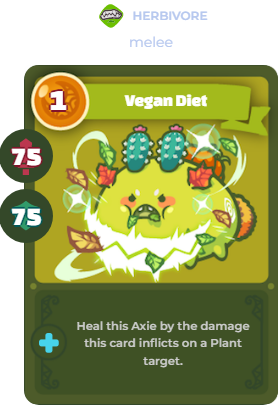 HERBIVORE
melee
1
Vegan Diet
75
75
Heal this Axie by the damage
this card inflicts on a Plant
target.